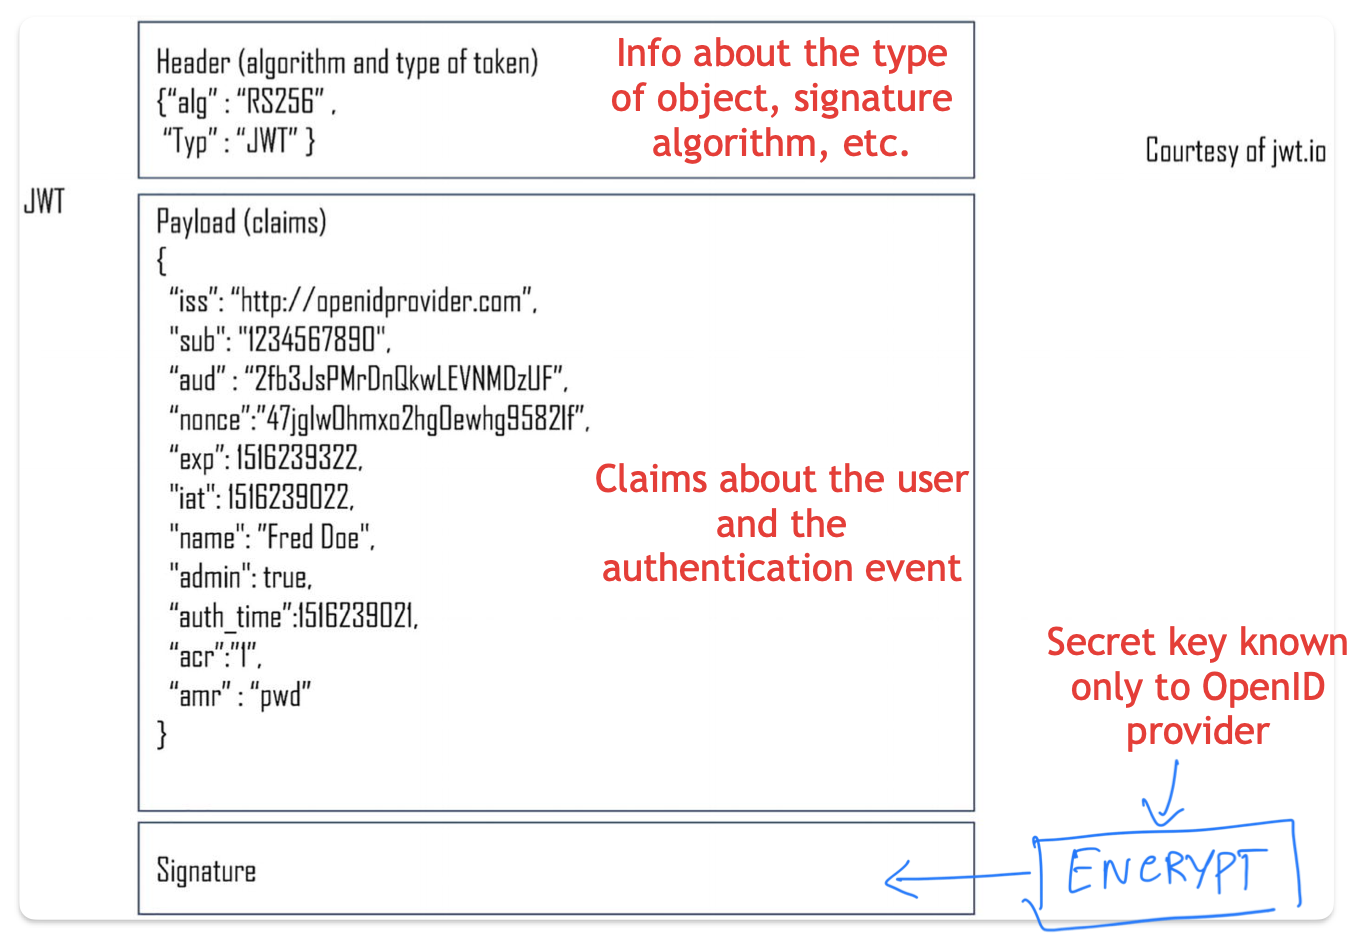 Header (algorithm and type of token)
{“alg” : “RS256” ,
“Typ” : “JWT” }
Info about the type
of object, signature
algorithm, etc.
Courtesy of jwt.io
JWT
Payload (claims)
{
“iss”: “http://openidprovider.com”,
"sub": "1234567890",
“aud” : “2fb3JsPMrDnQkwLEVNMDzUF”,
“nonce”:”47jglw0hmxo2hg0ewhg9582lf”,
“exp”: 1516239322,
"iat": 1516239022,
"name": ”Fred Doe",
"admin": true,
“auth_time”:1516239021,
“acr”:”1”,
“amr” : “pwd”
}
Claims about the user
and the
authentication event
Secret key known
only to OpenID
provider
ENCRYPT
Signature